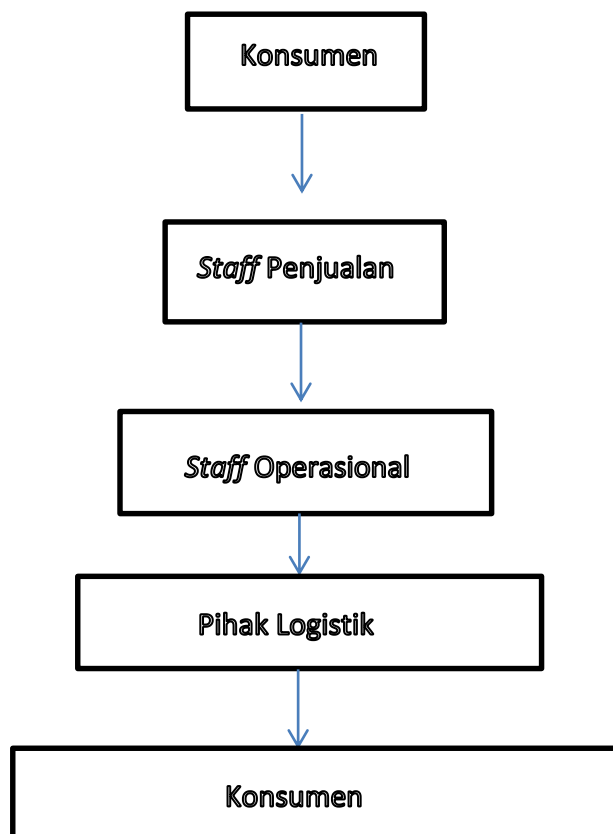 Konsumen
Staff Penjualan
Staff Operasional
Pihak Logistik
Konsumen